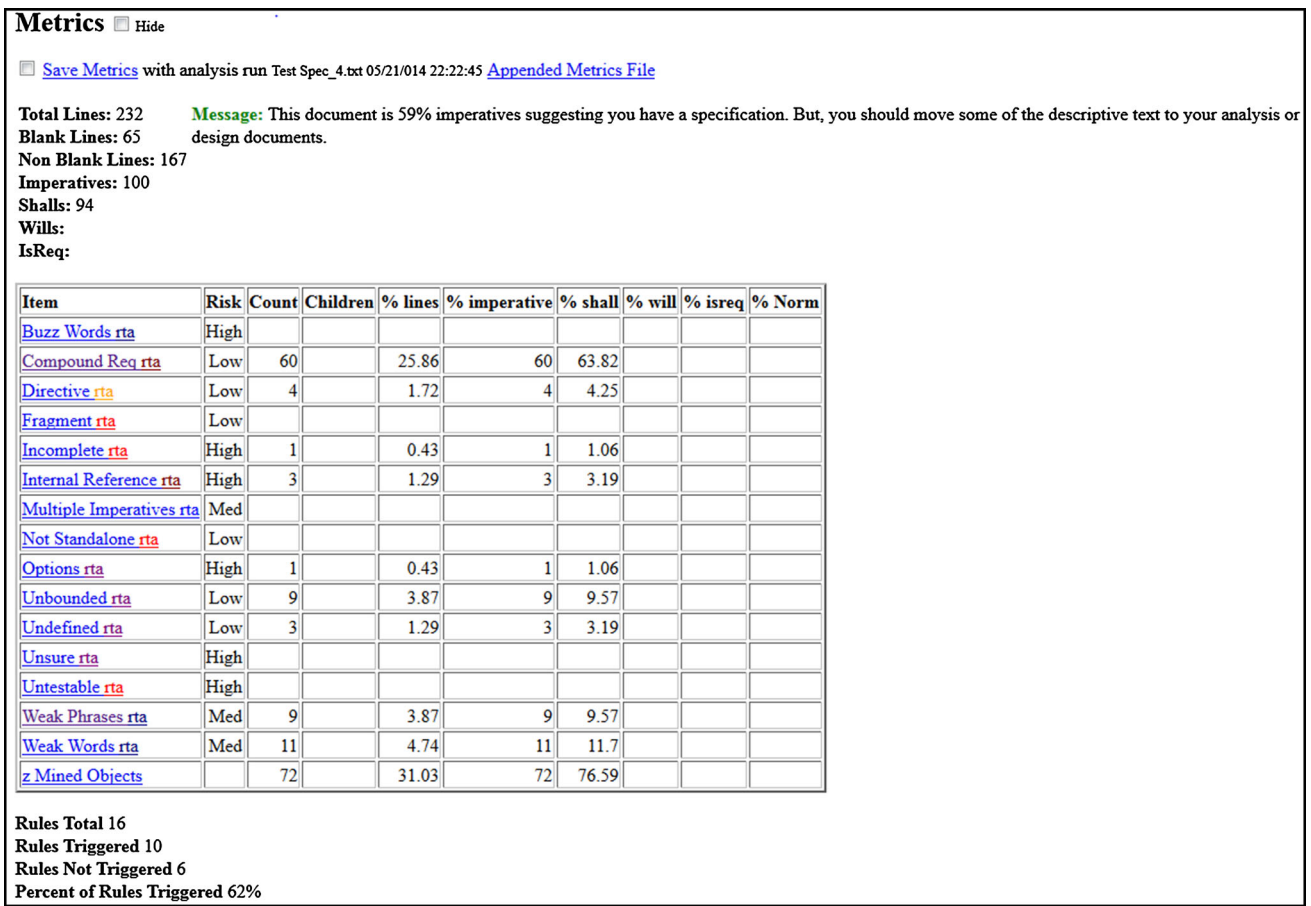 Metrics Hide
Save Metrics with analysis run Test Spec_4.txt 05/21/014 22:22:45 Appended Metrics File
Total Lines: 232
Blank Lines: 65
Non Blank Lines: 167
Imperatives: 100
Shalls: 94
Wills:
IsReq:
Message: This document is 59% imperatives suggesting you have a specification. But, you should move some of the descriptive text to your analysis or
design documents.
Item Risk Count Children % lines % imperative % shall % will % isreq % Norm
Buzz Words rta High
Compound Req rta Low 60 25.86 60 63.82
Directive rta Low 4 1.72 4 4.25
Fragment rta Low
Incomplete rta High 1 0.43 1 1.06
Internal Reference rta High 3 1.29 3 3.19
Multiple Imperatives rta Med
Not Standalone rta Low
Options rta High 1 0.43 1 1.06
Unbounded rta Low 9 3.87 9 9.57
Undefined rta Low 3 1.29 3 3.19
Unsure rta High
Untestable rta High
Weak Phrases rta Med 9 3.87 9 9.57
Weak Words rta Med 11 4.74 11 11.7
z Mined Objects 72 31.03 72 76.59
Rules Total 16
Rules Triggered 10
Rules Not Triggered 6
Percent of Rules Triggered 62%